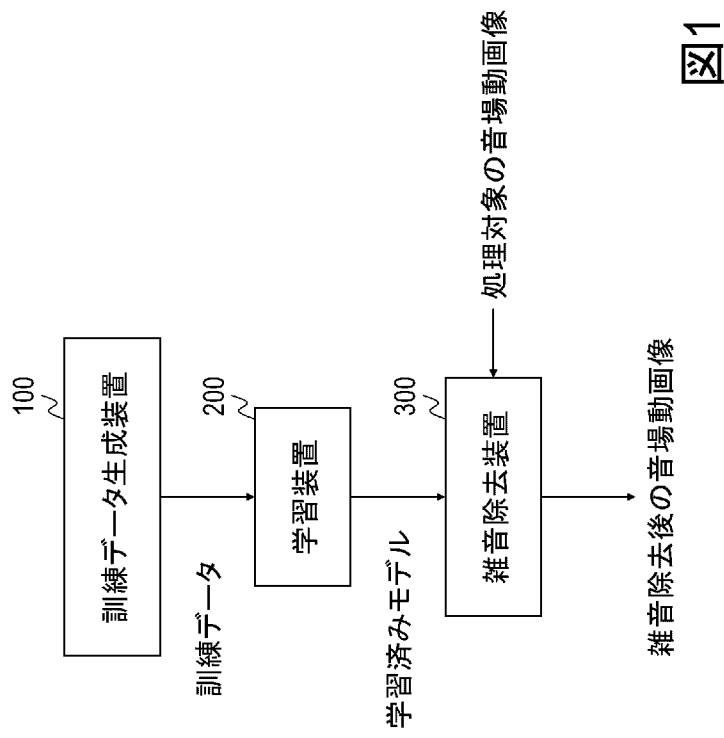 100
訓練データ生成装置
訓練データ
200
学習装置
学習済みモデル
300
雑音除去装置
処理対象の音場動画像
雑音除去後の音場動画像
図1